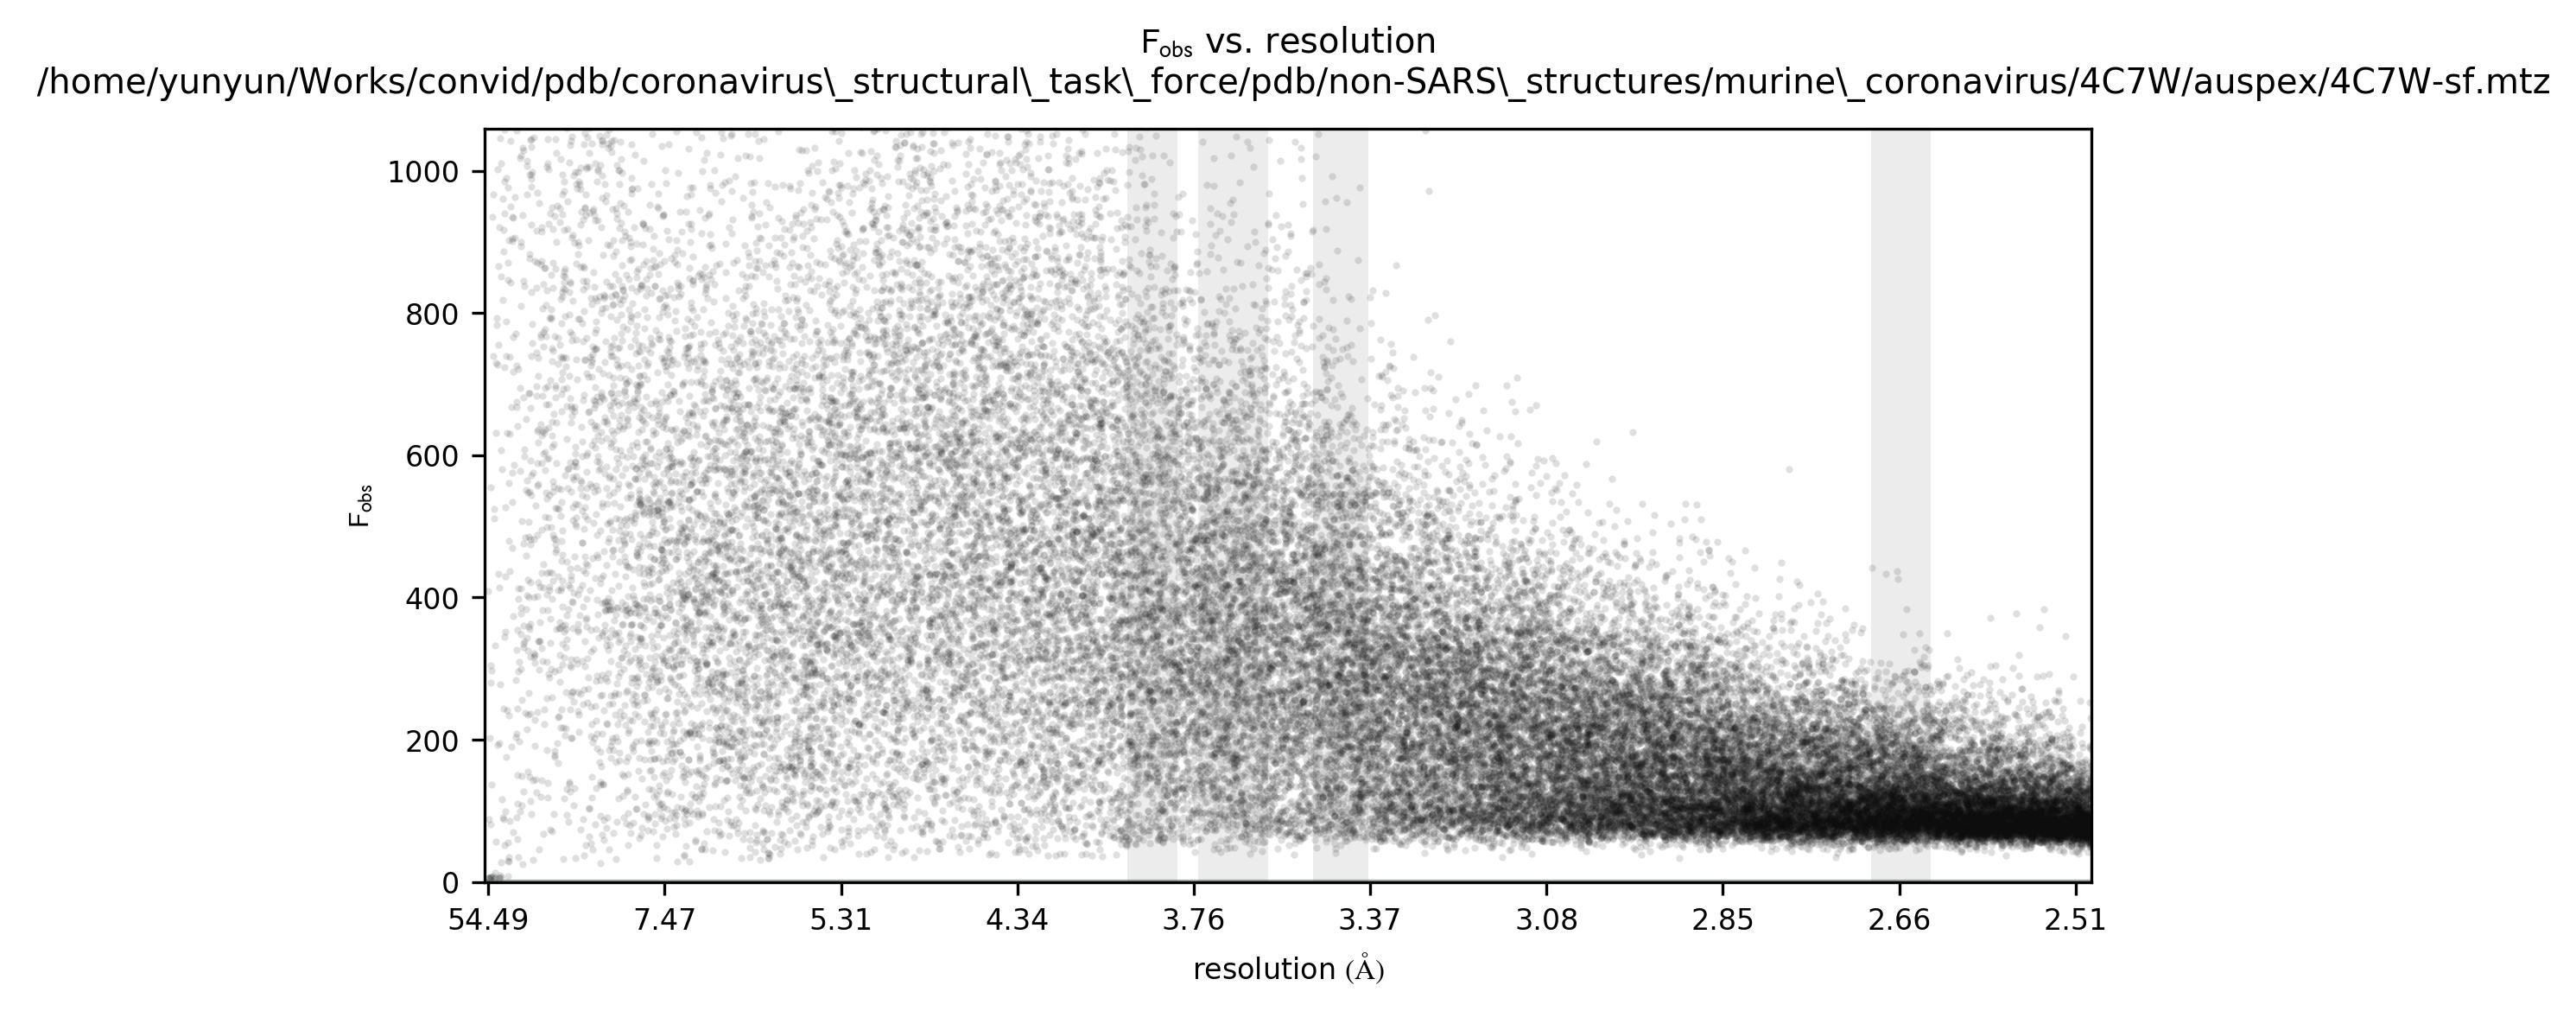 Fobs vs. resolution
/home/yunyun/Works/convid/pdb/coronavirus\_structural\_task\_force/pdb/non-SARS\_structures/murine\_coronavirus/4C7W/auspex/4C7W-sf.mtz
1000
800
600
400
200
0
Fobs
54.49 7.47 5.31 4.34 3.76 3.37 3.08 2.85 2.66 2.51
resolution (Å)